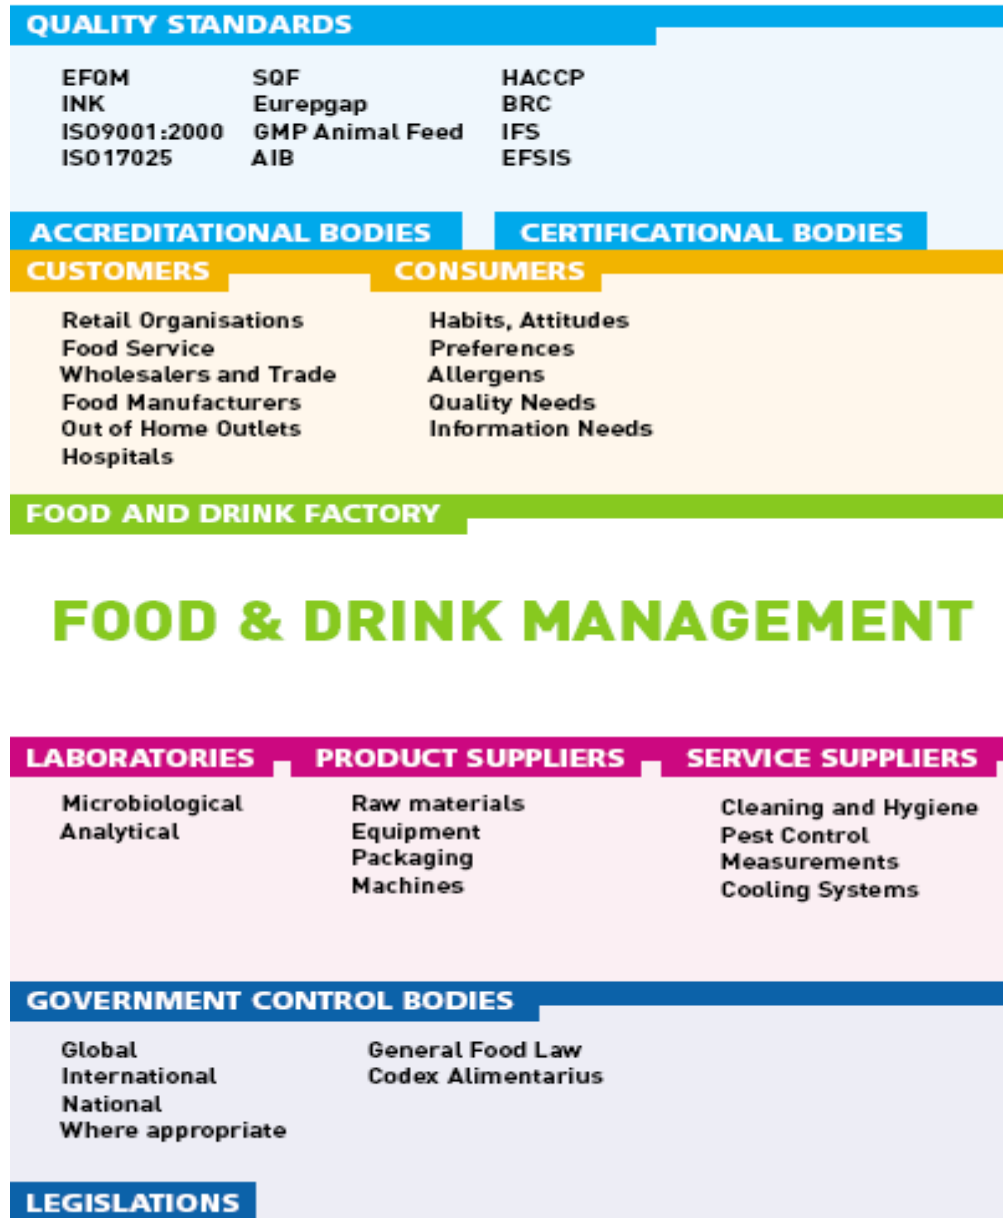 QUALITY STANDARDS
EFQM
INK
ISO9001:2000
ISO17025
SQF
Eurepgap
GMP Animal Feed
AIB
HACCP
BRC
IFS
EFSIS
ACCREDITATIONAL BODIES
CERTIFICATIONAL BODIES
CUSTOMERS
Retail Organisations
Food Service
Wholesalers and Trade
Food Manufacturers
Out of Home Outlets
Hospitals
CONSUMERS
Habits, Attitudes
Preferences
Allergens
Quality Needs
Information Needs
FOOD AND DRINK FACTORY
FOOD & DRINK MANAGEMENT
LABORATORIES
Microbiological
Analytical
PRODUCT SUPPLIERS
Raw materials
Equipment
Packaging
Machines
SERVICE SUPPLIERS
Cleaning and Hygiene
Pest Control
Measurements
Cooling Systems
GOVERNMENT CONTROL BODIES
Global
International
National
Where appropriate
General Food Law
Codex Alimentarius
LEGISLATIONS